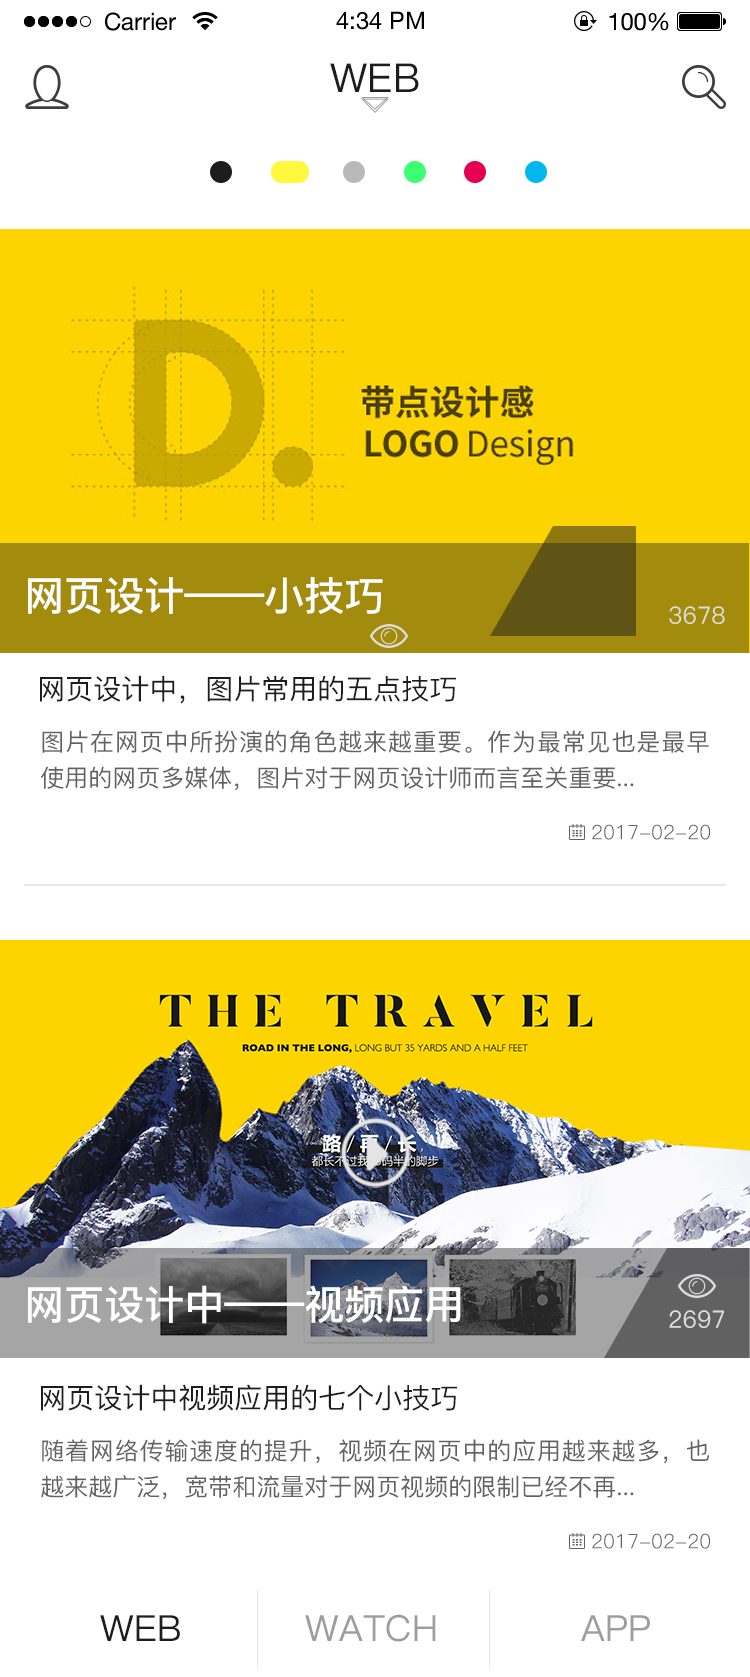 Carrier 4:34 PM 100%
WEB
带点设计感
LOGO Design
网页设计——小技巧
3678
网页设计中，图片常用的五点技巧
图片在网页中所扮演的角色越来越重要。作为最常见也是最早
使用的网页多媒体，图片对于网页设计师而言至关重要...
2017-02-20
THE TRAVEL
ROAD IN THE LONG, LONG BUT 35 YARDS AND A HALF FEET
路/再/长
都长不过我 码半的脚步
网页设计中——视频应用
2697
网页设计中视频应用的七个小技巧
随着网络传输速度的提升，视频在网页中的应用越来越多，也
越来越广泛，宽带和流量对于网页视频的限制已经不再...
2017-02-20
WEB WATCH APP